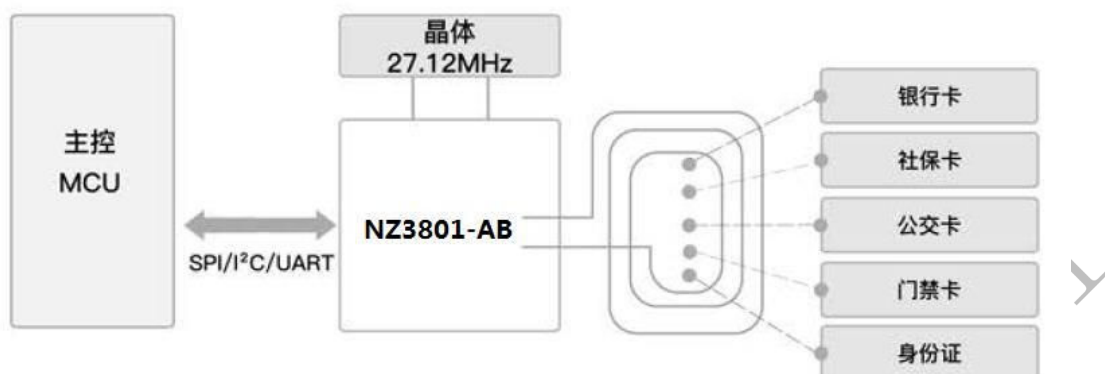 晶体
27.12MHz
主控
MCU
NZ3801-AB
SPI/I²C/UART
银行卡
社保卡
公交卡
门禁卡
身份证